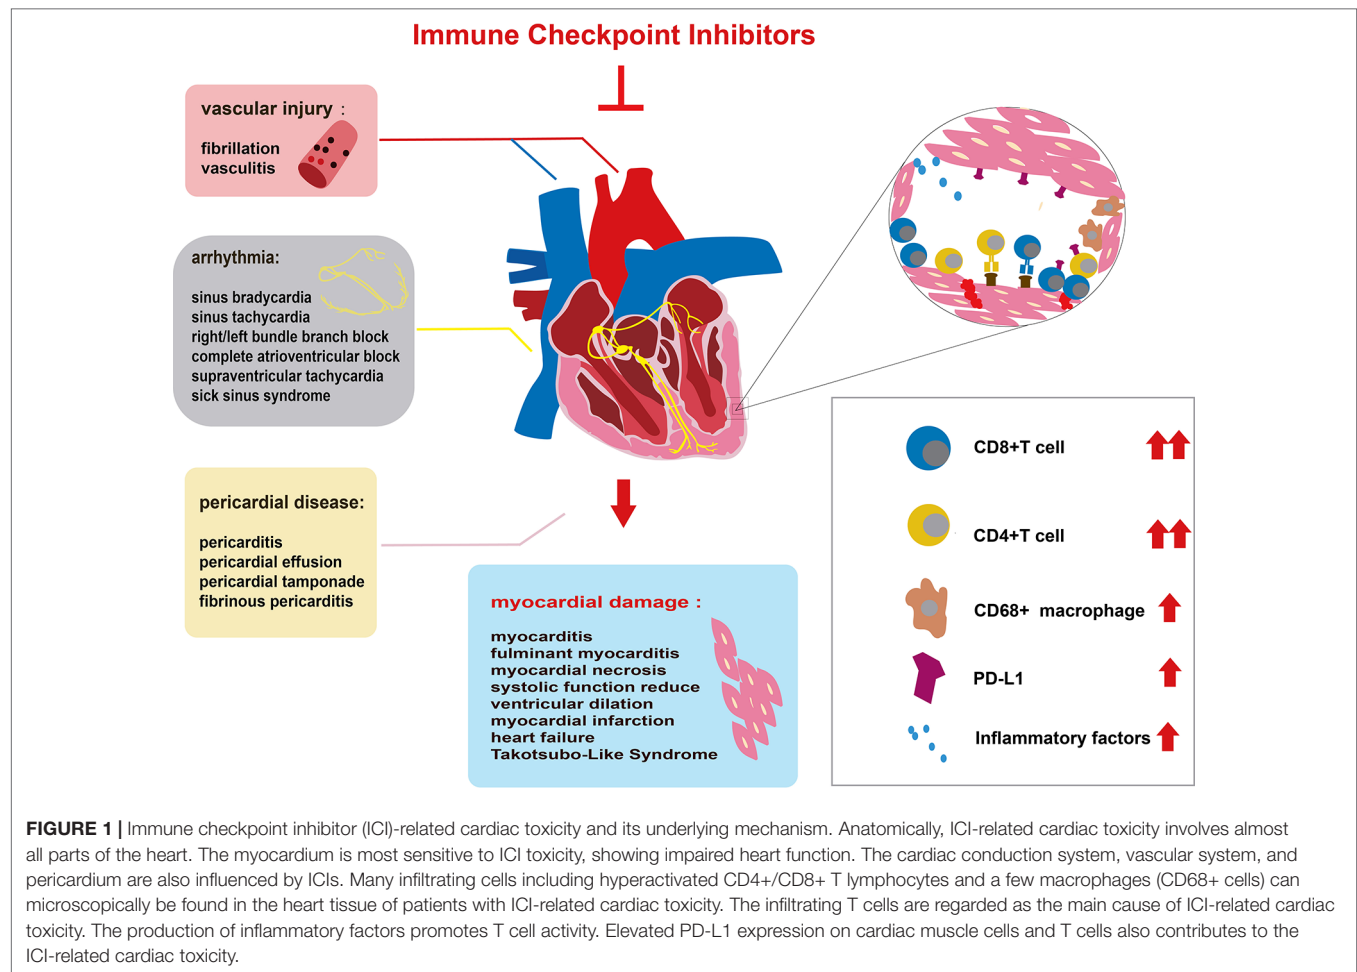 Immune Checkpoint Inhibitors
vascular injury :
fibrillation
vasculitis
arrhythmia:
sinus bradycardia
sinus tachycardia
right/left bundle branch block
complete atrioventricular block
supraventricular tachycardia
sick sinus syndrome
pericardial disease:
pericarditis
pericardial effusion
pericardial tamponade
fibrinous pericarditis
myocardial damage :
myocarditis
fulminant myocarditis
myocardial necrosis
systolic function reduce
ventricular dilation
myocardial infarction
heart failure
Takotsubo-Like Syndrome
CD8+T cell
CD4+T cell
CD68+ macrophage
PD-L1
Inflammatory factors
FIGURE 1 | Immune checkpoint inhibitor (ICI)-related cardiac toxicity and its underlying mechanism. Anatomically, ICI-related cardiac toxicity involves almost
all parts of the heart. The myocardium is most sensitive to ICI toxicity, showing impaired heart function. The cardiac conduction system, vascular system, and
pericardium are also influenced by ICIs. Many infiltrating cells including hyperactivated CD4+/CD8+ T lymphocytes and a few macrophages (CD68+ cells) can
microscopically be found in the heart tissue of patients with ICI-related cardiac toxicity. The infiltrating T cells are regarded as the main cause of ICI-related cardiac
toxicity. The production of inflammatory factors promotes T cell activity. Elevated PD-L1 expression on cardiac muscle cells and T cells also contributes to the
ICI-related cardiac toxicity.